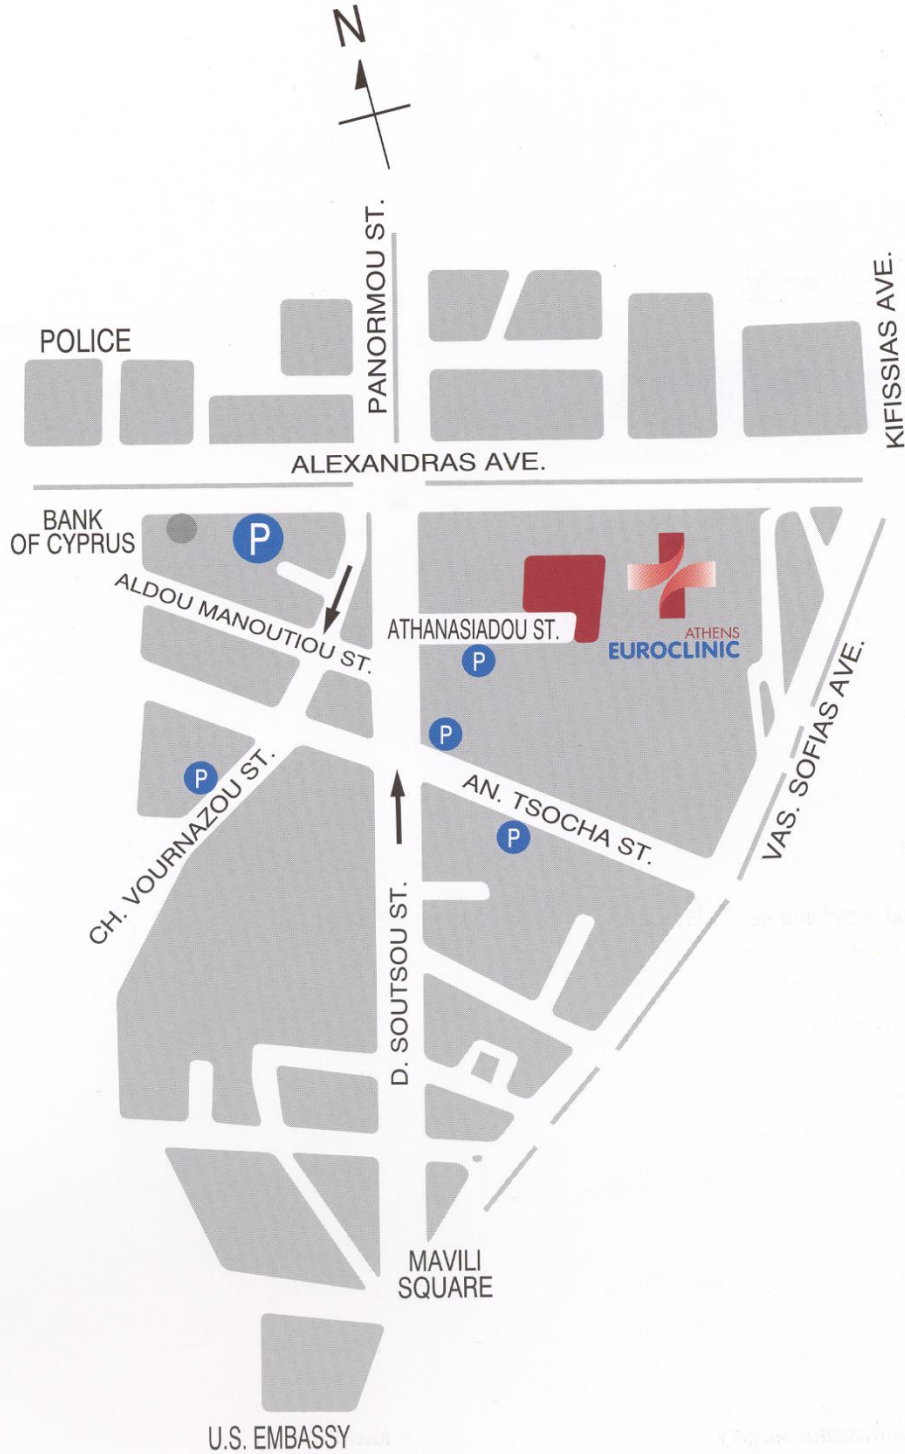 N
PANORMOU ST.
KIFISSIAS AVE.
POLICE
ALEXANDRAS AVE.
BANK
OF CYPRUS
P
ALDOU MANOUTIOU ST.
ATHANASIADOU ST.
P
ATHENS
EUROCLINIC
P
P
CH. VOURNAZOU ST.
AN. TSOCHA ST.
P
VAS. SOFIAS AVE.
D. SOUTSOU ST.
MAVILI
SQUARE
U.S. EMBASSY